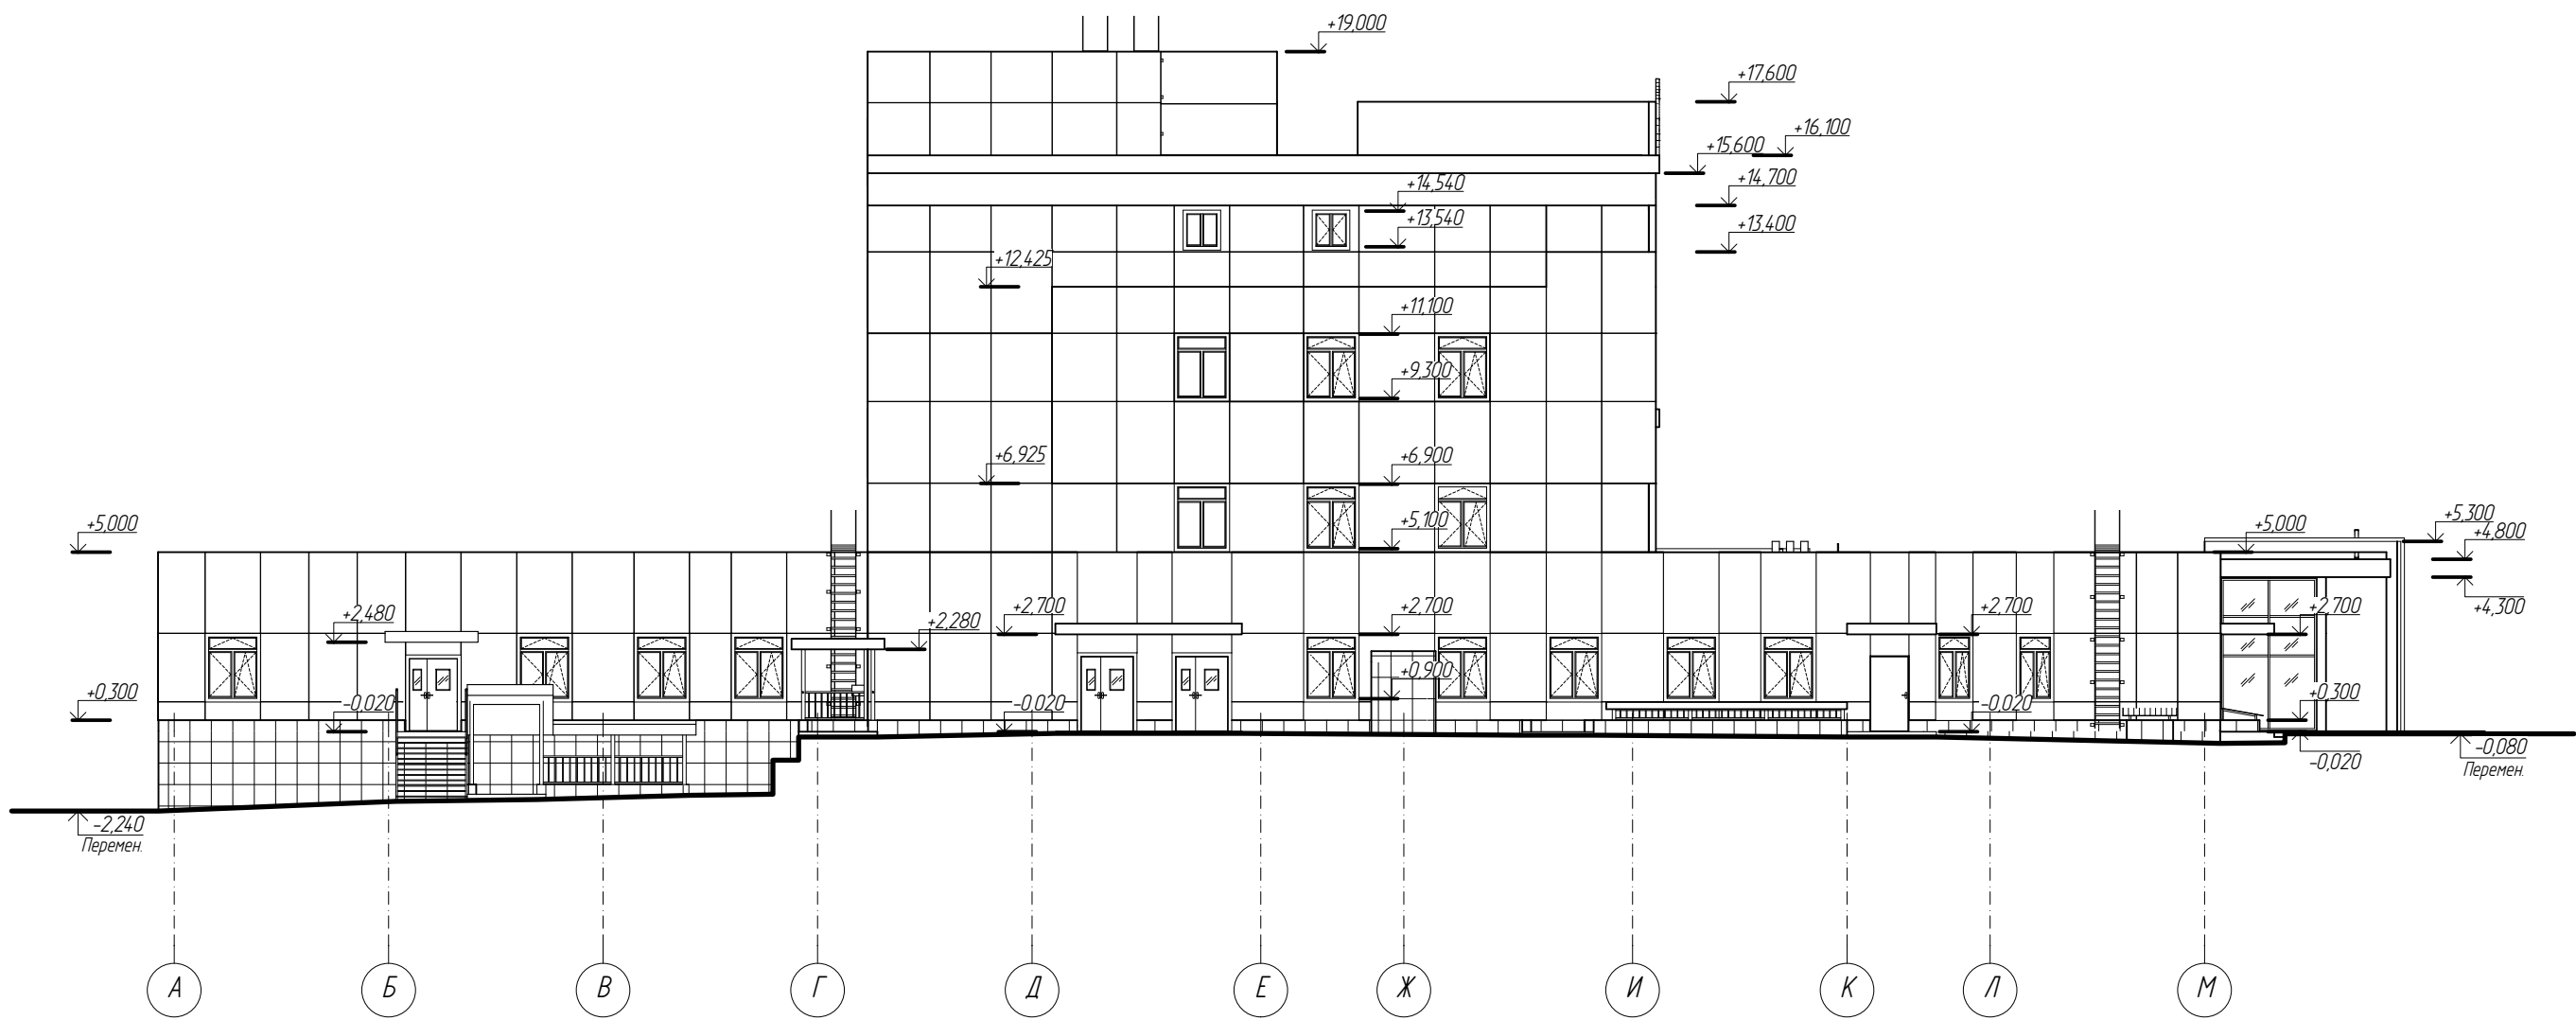 +19,000
+17,600
+16,100
+15,600
+14,540
+14,700
+13,540
+13,400
+12,425
+11,100
+9,300
+6,925
+6,900
+5,100
+5,000
+5,000
+5,300
+4,800
+2,480
+2,280
+2,700
+2,700
+2,700
+2,700
+4,300
+0,300
-0,020
-0,020
+0,900
-0,020
+0,300
-0,020
-0,080
Перемен.
-2,240
Перемен.
А
Б
В
Г
Д
Е
Ж
И
К
Л
М